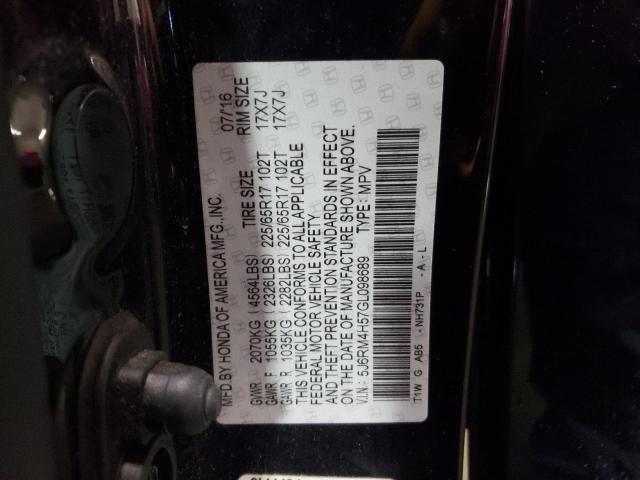 MFD.BY HONDA OF AMERICA MFG.,INC. 07/'16
GVWR 2070KG (4564LBS) TIRE SIZE RIM SIZE
GAWR F 1055KG (2326LBS) 225/65R17 102T 17X7J
GAWR R 1035KG (2282LBS) 225/65R17 102T 17X7J
THIS VEHICLE CONFORMS TO ALL APPLICABLE
FEDERAL MOTOR VEHICLE SAFETY
AND THEFT PREVENTION STANDARDS IN EFFECT
ON THE DATE OF MANUFACTURE SHOWN ABOVE.
V.I.N.: 5J6RM4H57GL098689 TYPE: MPV
T1W G AB5 - NH731P - A - L